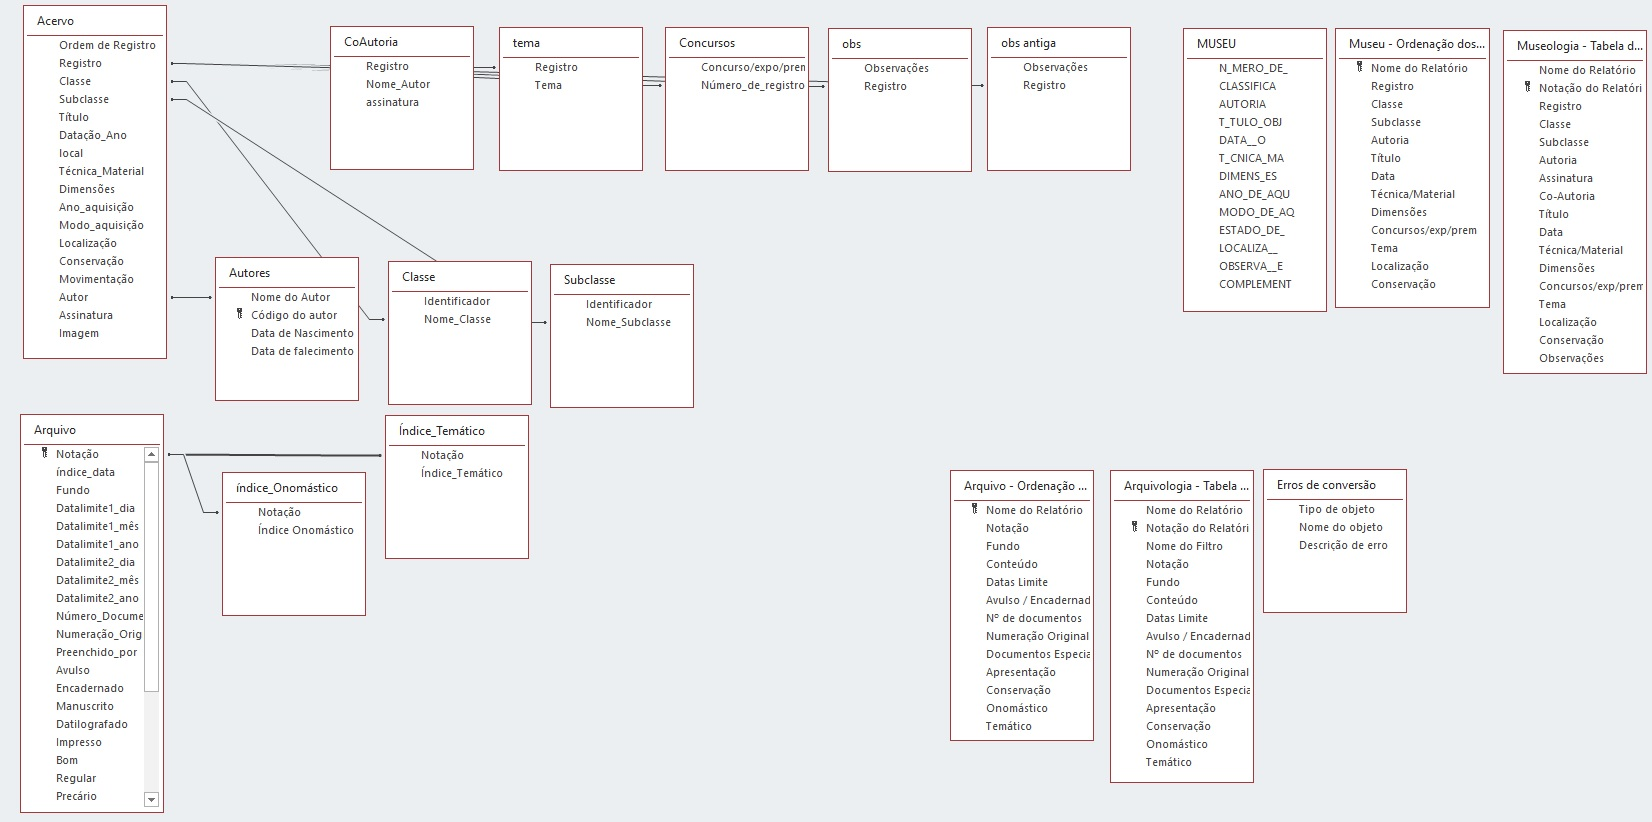 Acervo
Ordem de Registro
Registro
Classe
Subclasse
Título
Datação_Ano
local
Técnica_Material
Dimensões
Ano_aquisição
Modo_aquisição
Localização
Conservação
Movimentação
Autor
Assinatura
Imagem
CoAutoria
Registro
Nome_Autor
assinatura
tema
Registro
Tema
Concursos
Concurso/expo/prem
Número_de_registro
obs
Observações
Registro
obs antiga
Observações
Registro
MUSEU
N_MERO_DE_
CLASSIFICA
AUTORIA
T_TULO_OBJ
DATA__O
T_CNICA_MA
DIMENS_ES
ANO_DE_AQU
MODO_DE_AQ
ESTADO_DE_
LOCALIZA__
OBSERVA__E
COMPLEMENT
Museu - Ordenação dos...
Nome do Relatório
Registro
Classe
Subclasse
Autoria
Título
Data
Técnica/Material
Dimensões
Concursos/exp/prem
Tema
Localização
Conservação
Museologia - Tabela d...
Nome do Relatório
Notação do Relatóri
Registro
Classe
Subclasse
Autoria
Assinatura
Co-Autoria
Título
Data
Técnica/Material
Dimensões
Concursos/exp/prem
Tema
Localização
Conservação
Observações
Autores
Nome do Autor
Código do autor
Data de Nascimento
Data de falecimento
Classe
Identificador
Nome_Classe
Subclasse
Identificador
Nome_Subclasse
Arquivo
Notação
índice_data
Fundo
Datalimite1_dia
Datalimite1_mês
Datalimite1_ano
Datalimite2_dia
Datalimite2_mês
Datalimite2_ano
Número_Docume
Numeração_Orig
Preenchido_por
Avulso
Encadernado
Manuscrito
Datilografado
Impresso
Bom
Regular
Precário
índice_Onomástico
Notação
Índice Onomástico
Índice_Temático
Notação
Índice_Temático
Arquivo - Ordenação ...
Nome do Relatório
Notação
Fundo
Conteúdo
Datas Limite
Avulso / Encadernad
Nº de documentos
Numeração Original
Documentos Especia
Apresentação
Conservação
Onomástico
Temático
Arquivologia - Tabela ...
Nome do Relatório
Notação do Relatóri
Nome do Filtro
Notação
Fundo
Conteúdo
Datas Limite
Avulso / Encadernad
Nº de documentos
Numeração Original
Documentos Especia
Apresentação
Conservação
Onomástico
Temático
Erros de conversão
Tipo de objeto
Nome do objeto
Descrição de erro